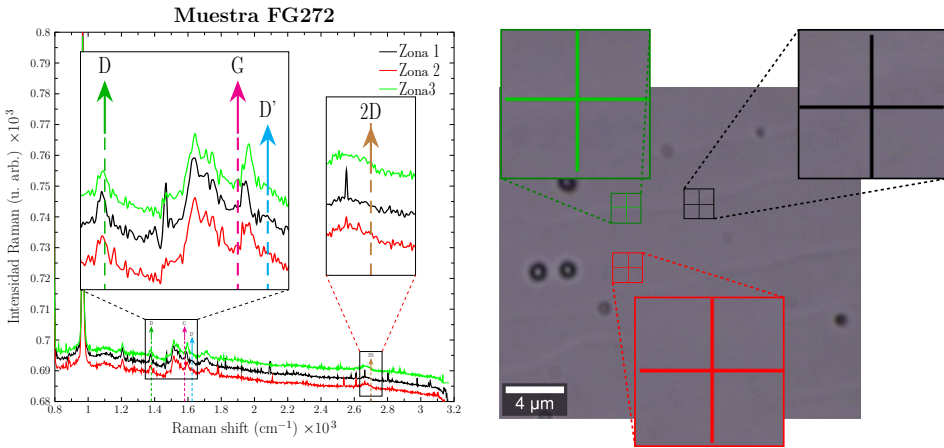 Muestra FG272
Intensidad Raman (u. arb.) ×10³
0.8
0.79
0.78
0.77
0.76
0.75
0.74
0.73
0.72
0.71
0.7
0.69
0.68
D
G
D’
2D
Zona 1
Zona 2
Zona3
D
G
D'
2D
0.8
1
1.2
1.4
1.6
1.8
2
2.2
2.4
2.6
2.8
3
3.2
Raman shift (cm⁻¹) ×10³
4 µm